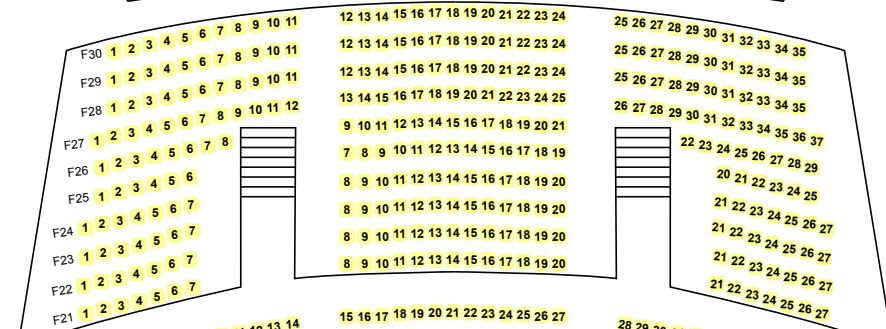 F30 1 2 3 4 5 6 7 8 9 10 11 12 13 14 15 16 17 18 19 20 21 22 23 24 25 26 27 28 29 30 31 32 33 34 35
F29 1 2 3 4 5 6 7 8 9 10 11 12 13 14 15 16 17 18 19 20 21 22 23 24 25 26 27 28 29 30 31 32 33 34 35
F28 1 2 3 4 5 6 7 8 9 10 11 12 13 14 15 16 17 18 19 20 21 22 23 24 25 26 27 28 29 30 31 32 33 34 35
F27 1 2 3 4 5 6 7 8 9 10 11 12 13 14 15 16 17 18 19 20 21 22 23 24 25 26 27 28 29 30 31 32 33 34 35 36 37
F26 1 2 3 4 5 6 7 8 9 10 11 12 13 14 15 16 17 18 19 20 21 22 23 24 25 26 27 28 29
F25 1 2 3 4 5 6 7 8 9 10 11 12 13 14 15 16 17 18 19 20 21 22 23 24 25
F24 1 2 3 4 5 6 7 8 9 10 11 12 13 14 15 16 17 18 19 20 21 22 23 24 25 26 27
F23 1 2 3 4 5 6 7 8 9 10 11 12 13 14 15 16 17 18 19 20 21 22 23 24 25 26 27
F22 1 2 3 4 5 6 7 8 9 10 11 12 13 14 15 16 17 18 19 20 21 22 23 24 25 26 27
F21 1 2 3 4 5 6 7 8 9 10 11 12 13 14 15 16 17 18 19 20 21 22 23 24 25 26 27
13 14 15 16 17 18 19 20 21 22 23 24 25 26 27 28 29